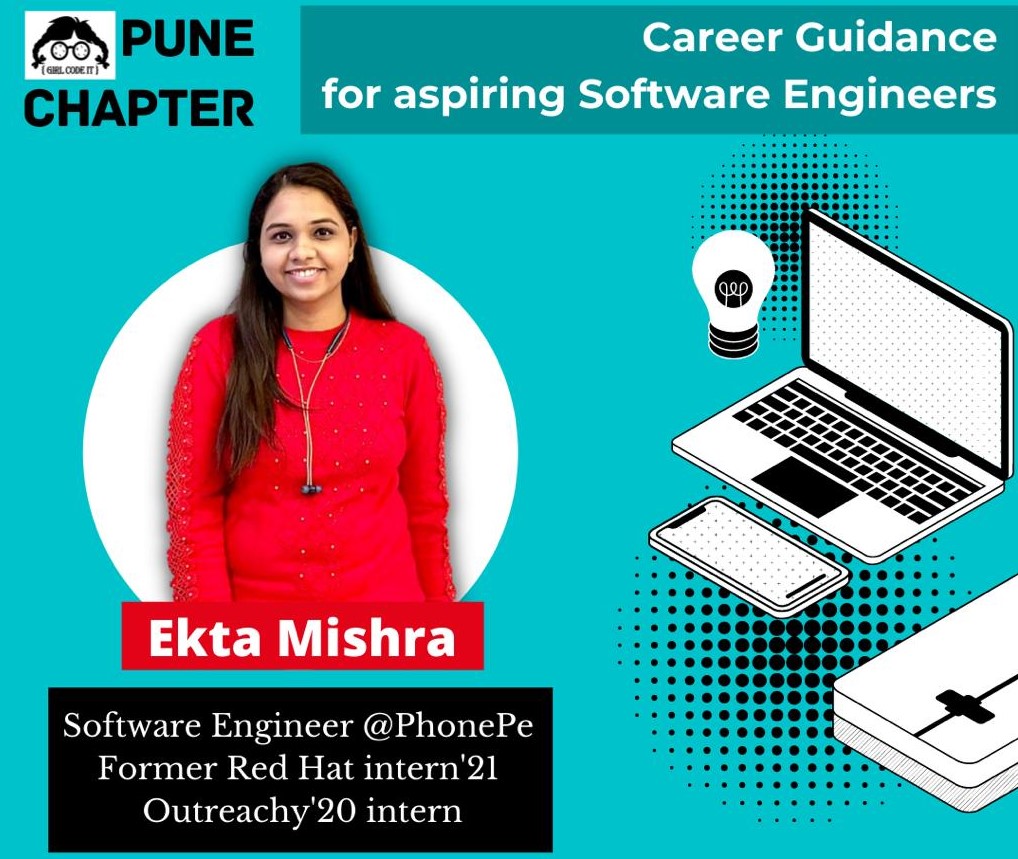 PUNE
CHAPTER
{ GIRL CODE IT }
Career Guidance
for aspiring Software Engineers
Ekta Mishra
Software Engineer @PhonePe
Former Red Hat intern'21
Outreachy'20 intern